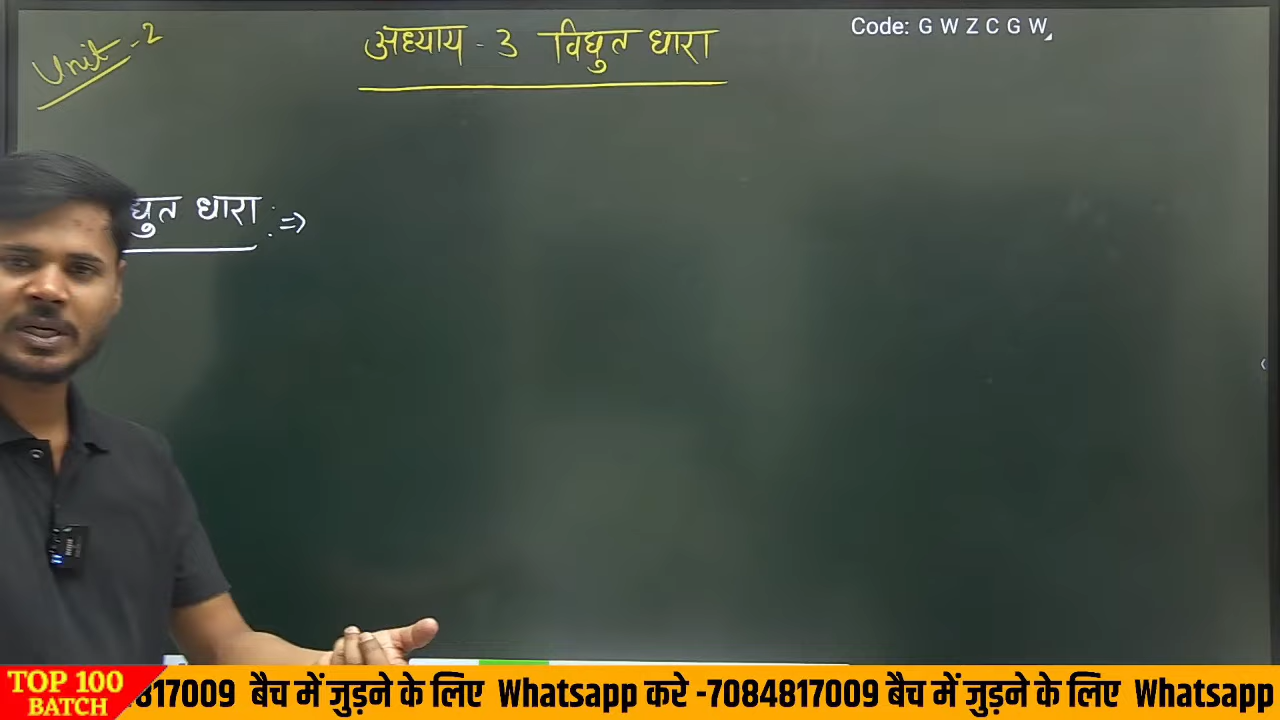 Unit - 2
अध्याय - 3 विद्युत धारा
Code: G W Z C G W
द्युत धारा :⇒
TOP 100
BATCH
817009 बैच में जुड़ने के लिए Whatsapp करे -7084817009 बैच में जुड़ने के लिए Whatsapp